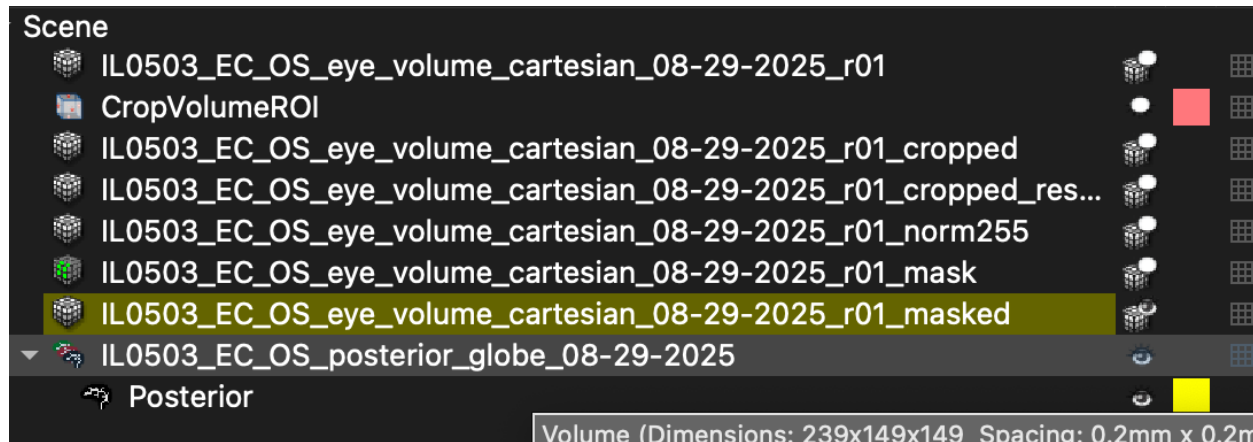 Scene
IL0503_EC_OS_eye_volume_cartesian_08-29-2025_r01
CropVolumeROI
IL0503_EC_OS_eye_volume_cartesian_08-29-2025_r01_cropped
IL0503_EC_OS_eye_volume_cartesian_08-29-2025_r01_cropped_res...
IL0503_EC_OS_eye_volume_cartesian_08-29-2025_r01_norm255
IL0503_EC_OS_eye_volume_cartesian_08-29-2025_r01_mask
IL0503_EC_OS_eye_volume_cartesian_08-29-2025_r01_masked
IL0503_EC_OS_posterior_globe_08-29-2025
Posterior
Volume (Dimensions: 239x149x149 Spacing: 0.2mm x 0.2m